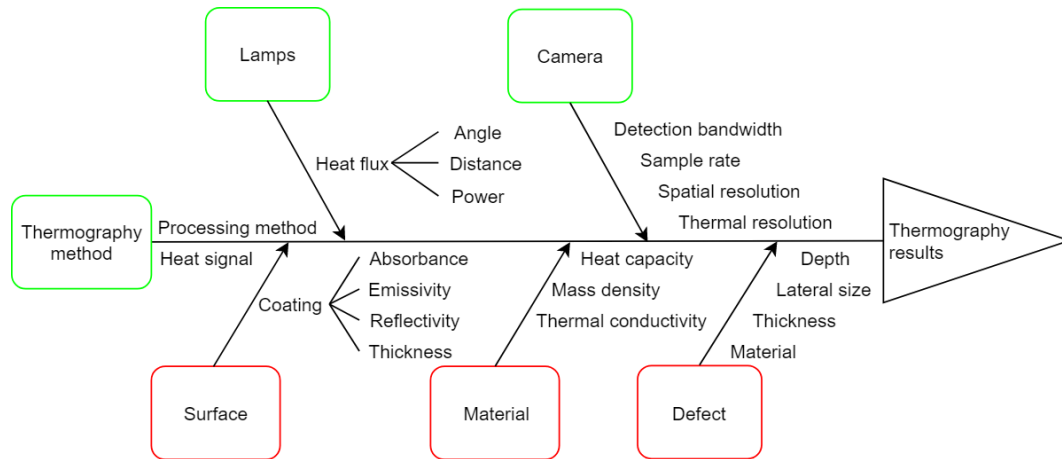 Lamps
Camera
Angle
Heat flux
Distance
Power
Detection bandwidth
Sample rate
Spatial resolution
Thermal resolution
Thermography
method
Processing method
Heat signal
Thermography
results
Absorbance
Coating
Emissivity
Reflectivity
Thickness
Heat capacity
Mass density
Thermal conductivity
Depth
Lateral size
Thickness
Material
Surface
Material
Defect